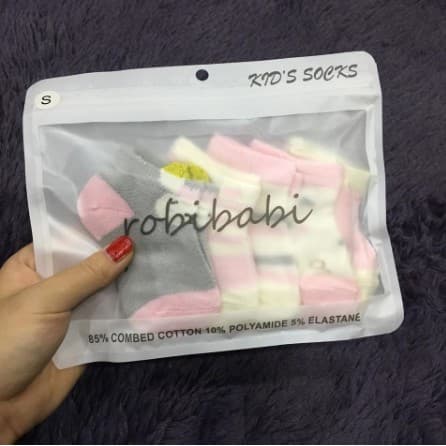 KID'S SOCKS
S
robibabi
85% COMBED COTTON 10% POLYAMIDE 5% ELASTANE